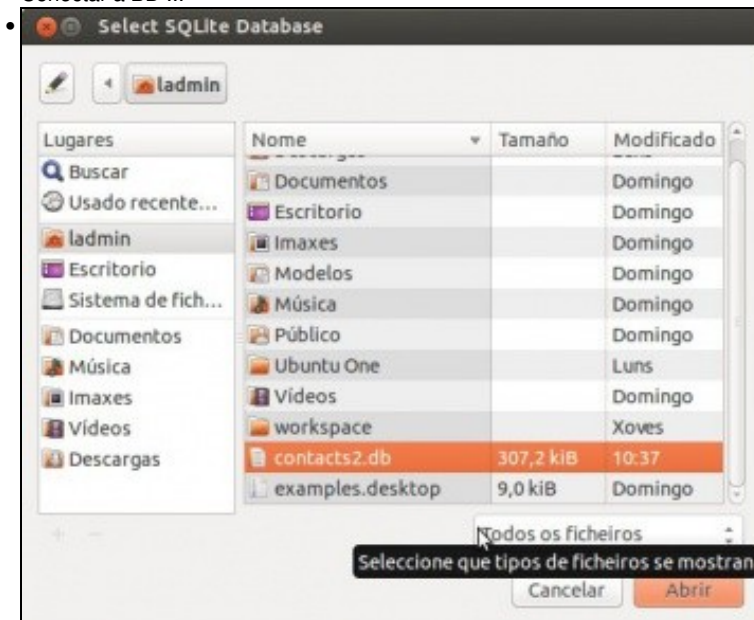 Select SQLite Database
ladmin
Lugares
Buscar
Usado recente...
ladmin
Escritorio
Sistema de fich...
Documentos
Música
Imaxes
Vídeos
Descargas
Nome Tamaño Modificado
Documentos Domingo
Escritorio Domingo
Imaxes Domingo
Modelos Domingo
Música Domingo
Público Domingo
Ubuntu One Luns
Vídeos Domingo
workspace Xoves
contacts2.db 307,2 kiB 10:37
examples.desktop 9,0 kiB Domingo
Todos os ficheiros
Seleccione que tipos de ficheiros se mostran
Cancelar Abrir